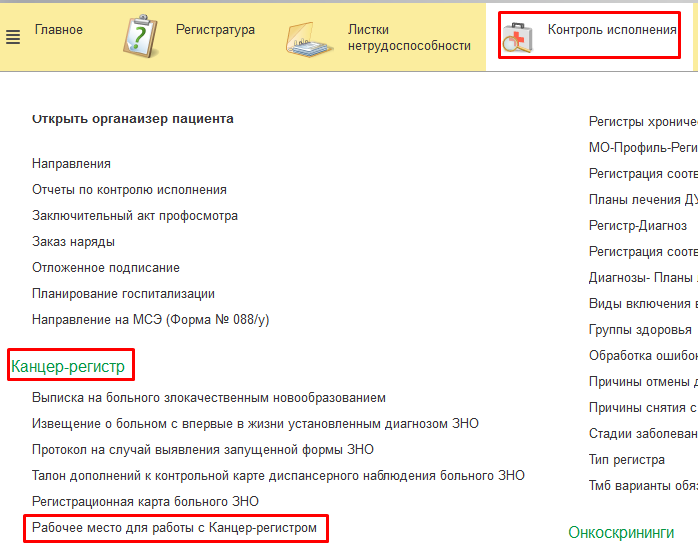 Главное
Регистратура
Листки
нетрудоспособности
Контроль исполнения
Открыть органаизер пациента
Направления
Отчеты по контролю исполнения
Заключительный акт профосмотра
Заказ наряды
Отложенное подписание
Планирование госпитализации
Направление на МСЭ (Форма № 088/у)
Канцер-регистр
Выписка на больного злокачественным новообразованием
Извещение о больном с впервые в жизни установленным диагнозом ЗНО
Протокол на случай выявления запущенной формы ЗНО
Талон дополнений к контрольной карте диспансерного наблюдения больного ЗНО
Регистрационная карта больного ЗНО
Рабочее место для работы с Канцер-регистром
Регистры хрониче
МО-Профиль-Реги
Регистрация соотв
Планы лечения ДУ
Регистр-Диагноз
Регистрация соотв
Диагнозы- Планы
Виды включения в
Группы здоровья
Обработка ошибо
Причины отмены д
Причины снятия с
Стадии заболеван
Тип регистра
Тмб варианты обя
Онкоскрининги